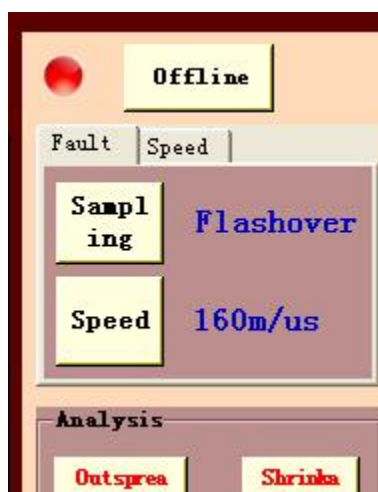 Offline
Fault Speed
Sampl
ing
Flashover
Speed 160m/us
Analysis
Outsprea Shrinka